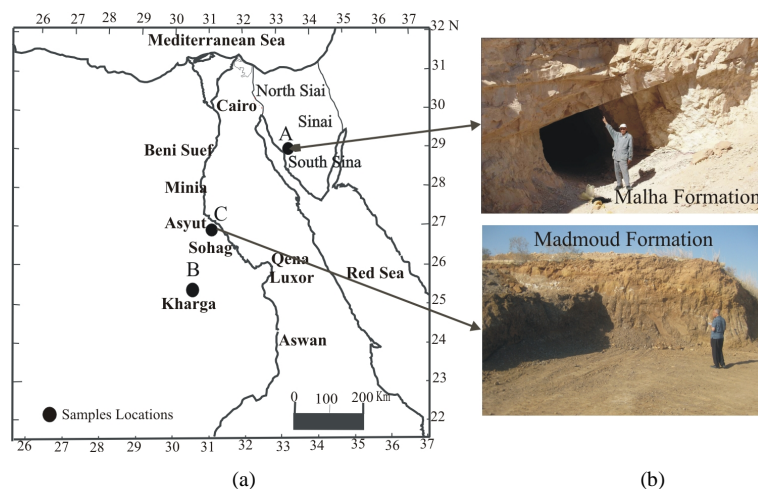 26 27 28 29 30 31 32 33 34 35 36
32 N
Mediterranean Sea
31
North Siai
30
Cairo
Sinai
A
29
Beni Suef
South Sina
28
Minia
27
C
Asyut
Sohag
26
Qena
B
Luxor
Red Sea
25
Kharga
24
Aswan
23
Km
0 100 200
22
Samples Locations
26 27 28 29 30 31 32 33 34 35 36 37
(a)
Malha Formation
Madmoud Formation
(b)